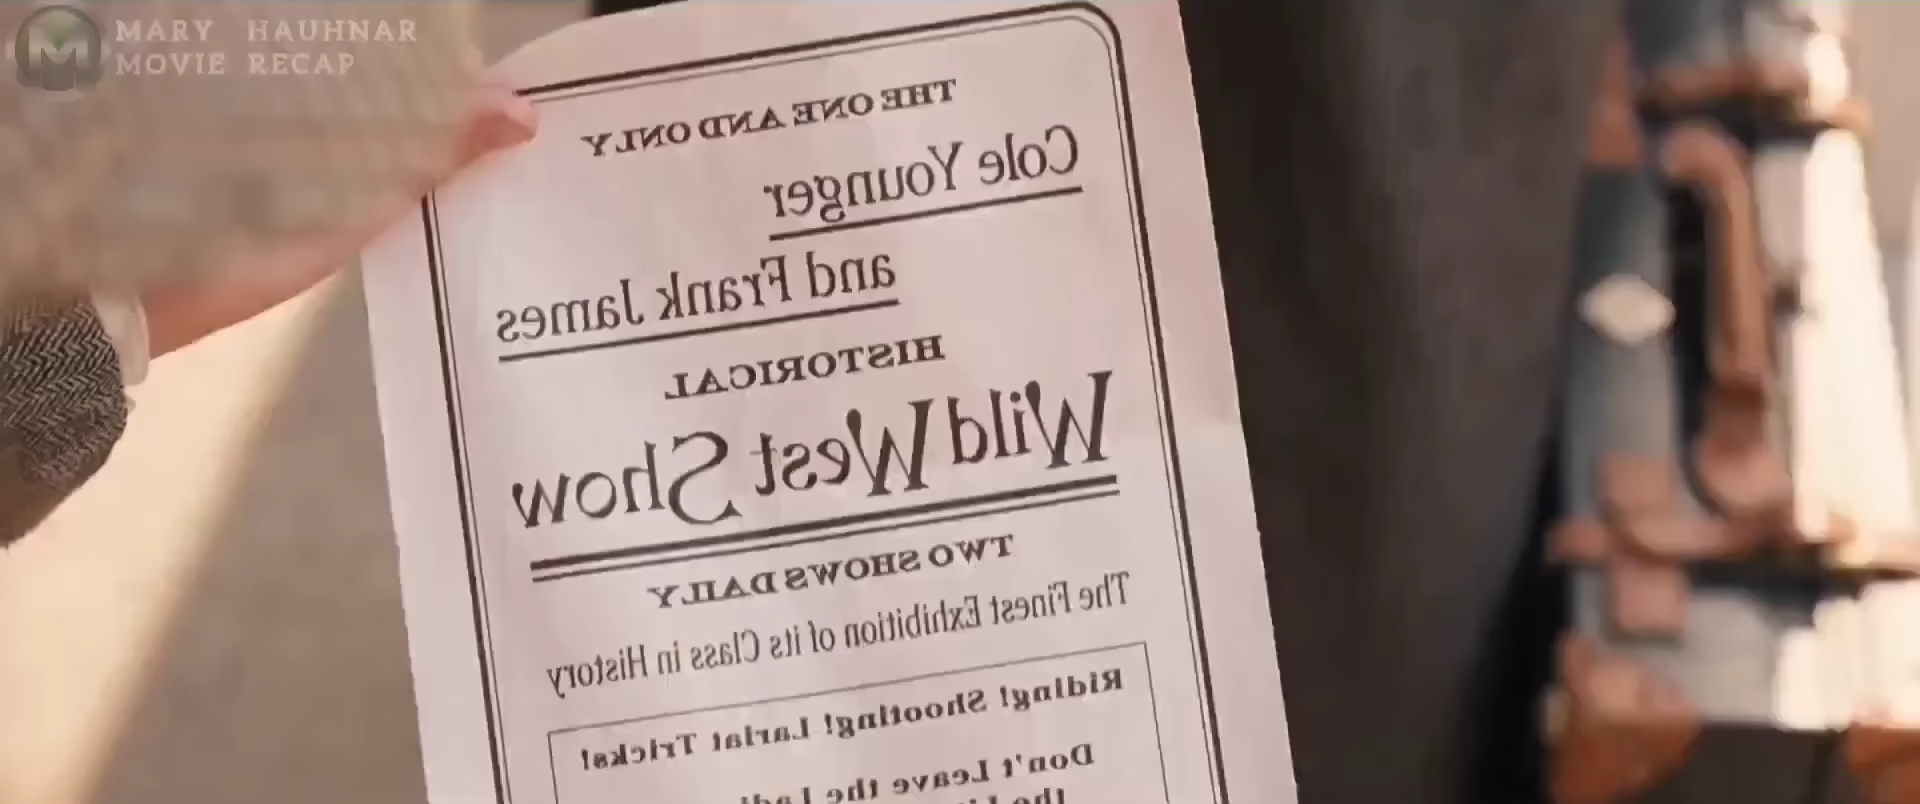 MARY HAUHNAR
MOVIE RECAP
THE ONE AND ONLY
Cole Younger
and Frank James
HISTORICAL
Wild West Show
TWO SHOWS DAILY
The Finest Exhibition of its Class in History
Riding! Shooting! Lariat Tricks!
Don't Leave the
the